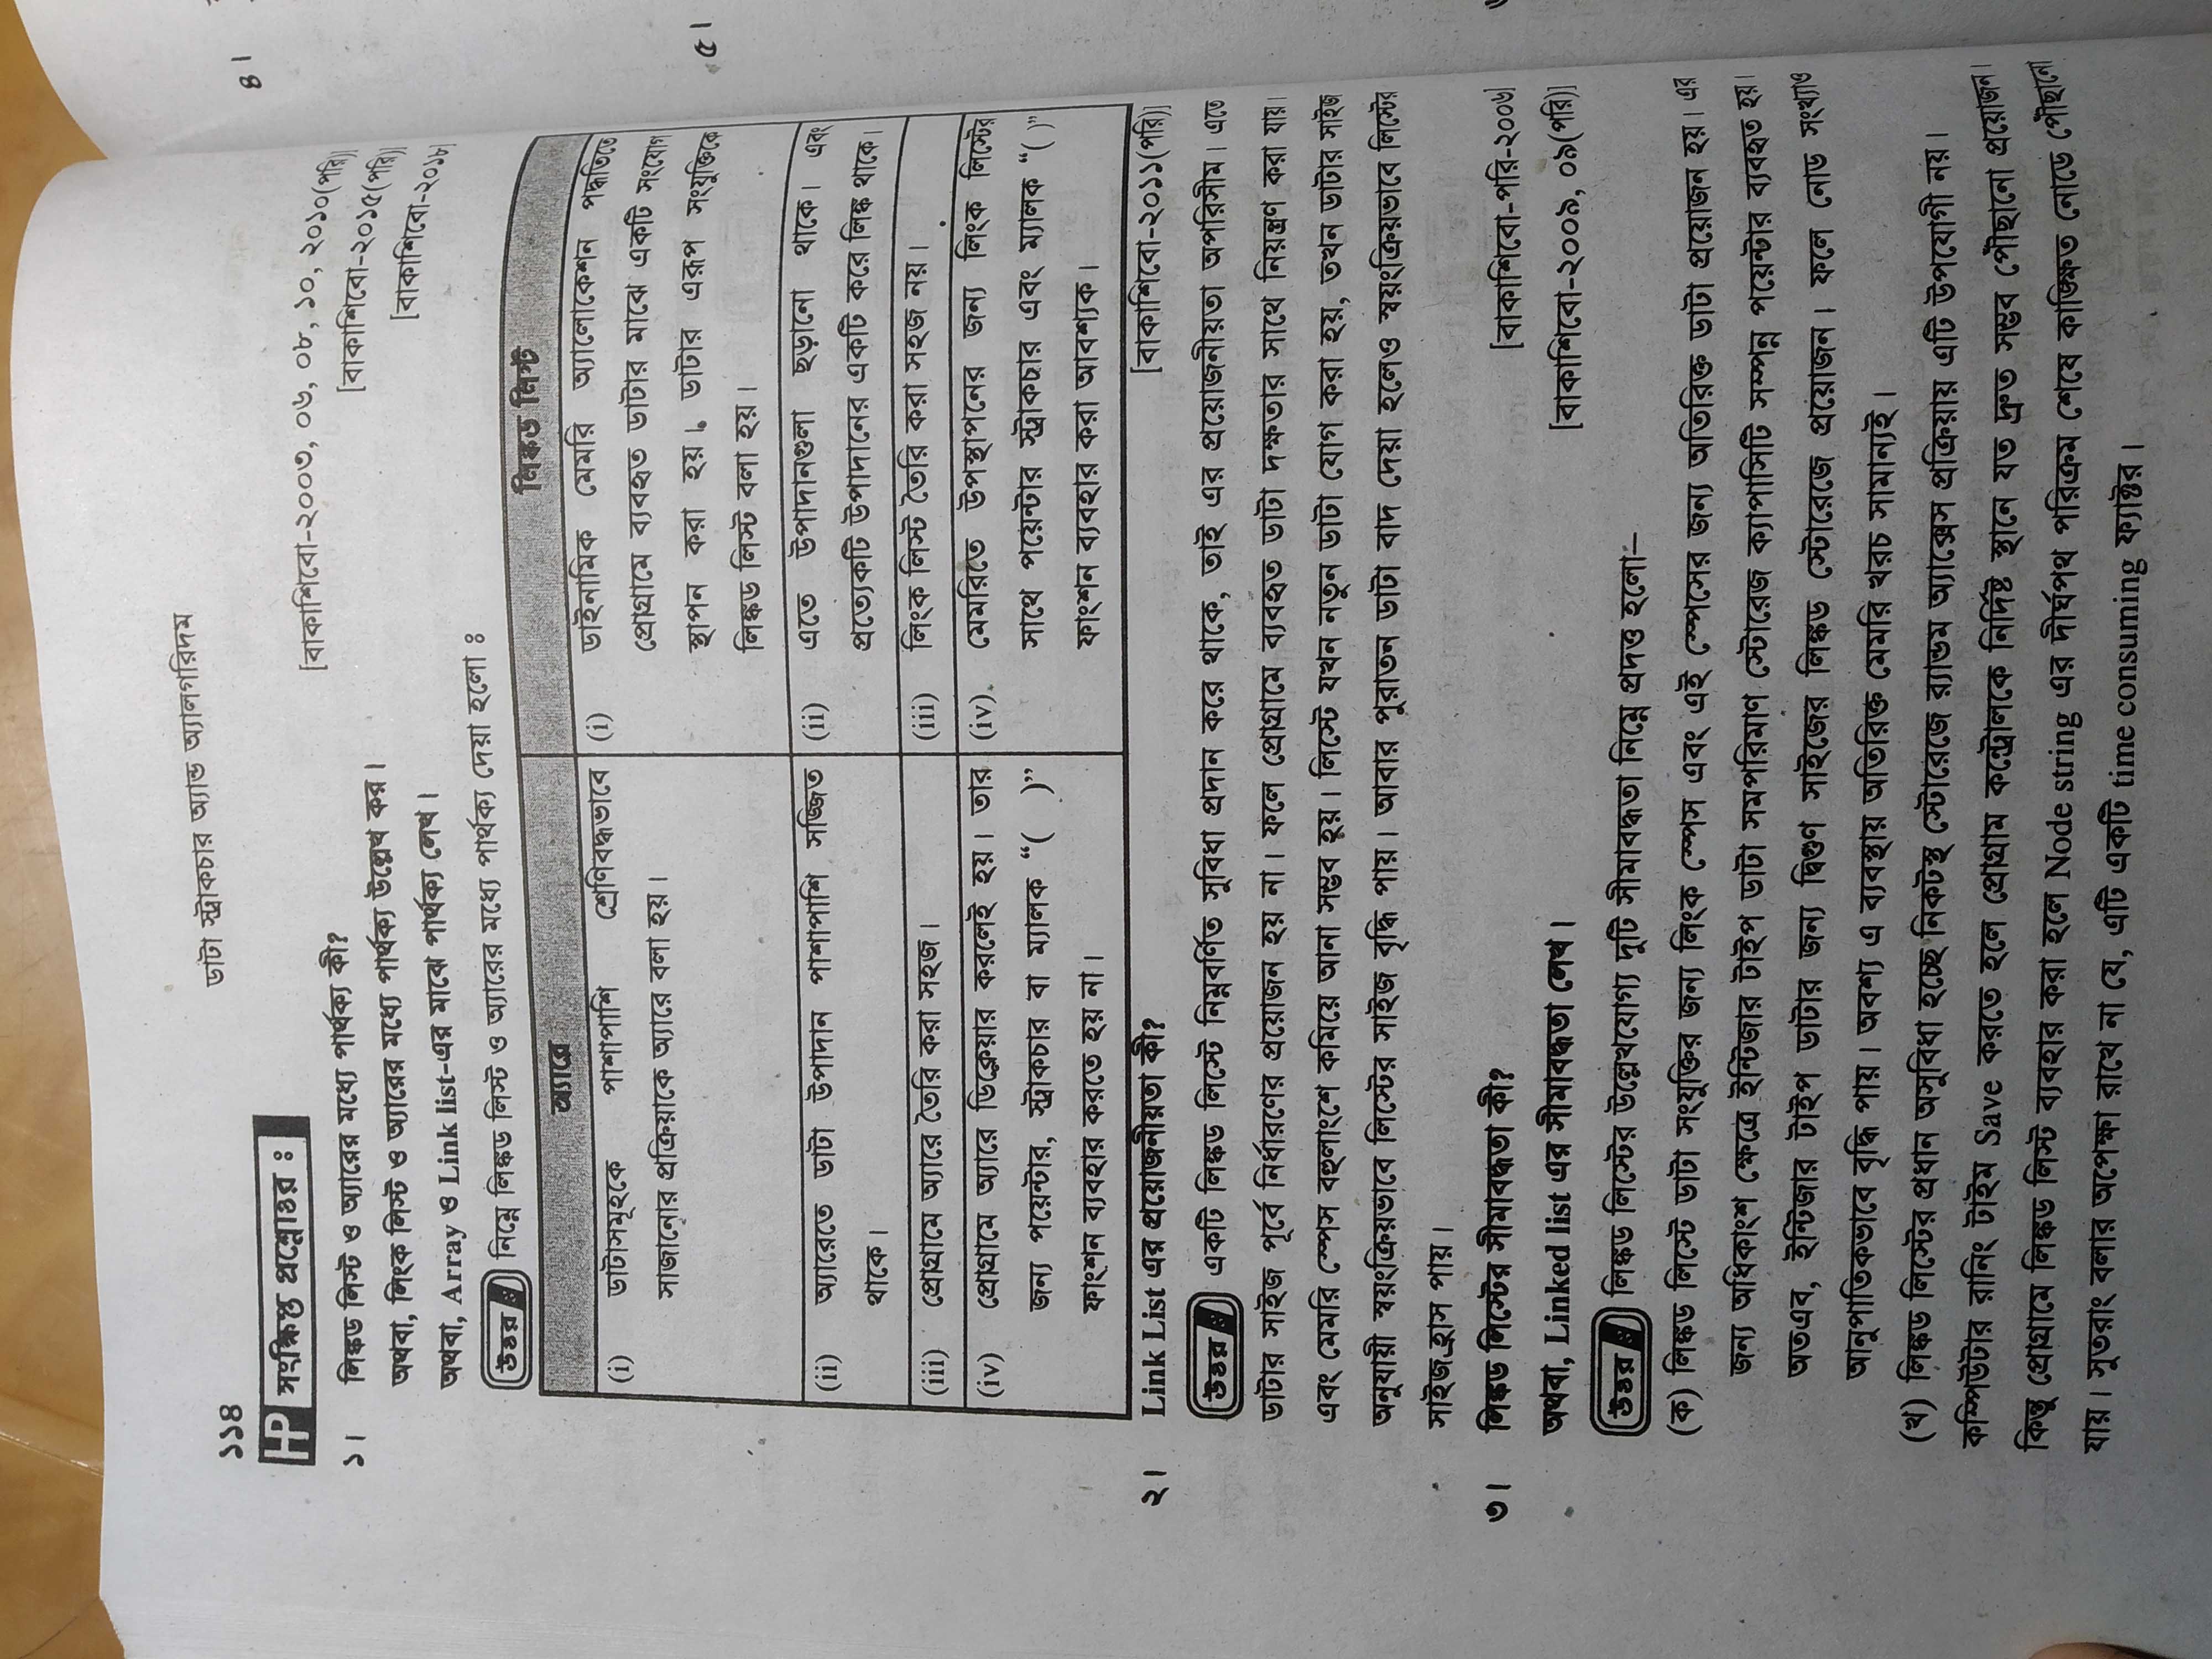 ১১৪
ডাটা স্ট্রাকচার অ্যান্ড অ্যালগরিদম
HP সংক্ষিপ্ত প্রশ্নোত্তর ঃ
১। লিঙ্কড লিস্ট ও অ্যারের মধ্যে পার্থক্য কী? [বাকাশিবো-২০০৩, ০৬, ০৮, ১০, ২০১০(পরি)]
অথবা, লিংক লিস্ট ও অ্যারের মধ্যে পার্থক্য উল্লেখ কর। [বাকাশিবো-২০১৫(পরি)]
অথবা, Array ও Link list-এর মাঝে পার্থক্য লেখ। [বাকাশিবো-২০১৮]
উত্তর ঃ নিম্নে লিঙ্কড লিস্ট ও অ্যারের মধ্যে পার্থক্য দেয়া হলো ঃ
অ্যারে
(i) ডাটাসমূহকে পাশাপাশি শ্রেণিবদ্ধভাবে
সাজানোর প্রক্রিয়াকে অ্যারে বলা হয়।
(ii) অ্যারেতে ডাটা উপাদান পাশাপাশি সজ্জিত
থাকে।
(iii) প্রোগ্রামে অ্যারে তৈরি করা সহজ।
(iv) প্রোগ্রামে অ্যারে ডিক্লেয়ার করলেই হয়। তার
জন্য পয়েন্টার, স্ট্রাকচার বা ম্যালক “( )”
ফাংশন ব্যবহার করতে হয় না।
লিঙ্কড লিস্ট
(i) ডাইনামিক মেমরি অ্যালোকেশন পদ্ধতিতে
প্রোগ্রামে ব্যবহৃত ডাটার মাঝে একটি সংযোগ
স্থাপন করা হয়। ডাটার এরূপ সংযুক্তিকে
লিঙ্কড লিস্ট বলা হয়।
(ii) এতে উপাদানগুলা ছড়ানো থাকে। এবং
প্রত্যেকটি উপাদানের একটি করে লিঙ্ক থাকে।
(iii) লিংক লিস্ট তৈরি করা সহজ নয়।
(iv) মেমরিতে উপস্থাপনের জন্য লিংক লিস্টের
সাথে পয়েন্টার স্ট্রাকচার এবং ম্যালক “( )”
ফাংশন ব্যবহার করা আবশ্যক।
২। Link List এর প্রয়োজনীয়তা কী? [বাকাশিবো-২০১১(পরি)]
উত্তর ঃ একটি লিঙ্কড লিস্টে নিম্নবর্ণিত সুবিধা প্রদান করে থাকে, তাই এর প্রয়োজনীয়তা অপরিসীম। এতে
ডাটার সাইজ পূর্বে নির্ধারণের প্রয়োজন হয় না। ফলে প্রোগ্রামে ব্যবহৃত ডাটা দক্ষতার সাথে নিয়ন্ত্রণ করা যায়।
এবং মেমরি স্পেস বহুলাংশে কমিয়ে আনা সম্ভব হয়। লিস্টে যখন নতুন ডাটা যোগ করা হয়, তখন ডাটার সাইজ
অনুযায়ী স্বয়ংক্রিয়ভাবে লিস্টের সাইজ বৃদ্ধি পায়। আবার পুরাতন ডাটা বাদ দেয়া হলেও স্বয়ংক্রিয়ভাবে লিস্টের
সাইজ হ্রাস পায়।
৩। লিঙ্কড লিস্টের সীমাবদ্ধতা কী? [বাকাশিবো-পরি-২০০৬]
অথবা, Linked list এর সীমাবদ্ধতা লেখ। [বাকাশিবো-২০০৯, ০৯(পরি)]
উত্তর ঃ লিঙ্কড লিস্টের উল্লেখযোগ্য দুটি সীমাবদ্ধতা নিম্নে প্রদত্ত হলো—
(ক) লিঙ্কড লিস্টে ডাটা সংযুক্তির জন্য লিংক স্পেস এবং এই স্পেসের জন্য অতিরিক্ত ডাটা প্রয়োজন হয়। এর
জন্য অধিকাংশ ক্ষেত্রে ইন্টিজার টাইপ ডাটা সমপরিমাণ স্টোরেজ ক্যাপাসিটি সম্পন্ন পয়েন্টার ব্যবহৃত হয়।
অতএব, ইন্টিজার টাইপ ডাটার জন্য দ্বিগুণ সাইজের লিঙ্কড স্টোরেজে প্রয়োজন। ফলে নোড সংখ্যাও
আনুপাতিকভাবে বৃদ্ধি পায়। অবশ্য এ ব্যবস্থায় অতিরিক্ত মেমরি খরচ সামান্যই।
(খ) লিঙ্কড লিস্টের প্রধান অসুবিধা হচ্ছে নিকটস্থ স্টোরেজে র‍্যান্ডম অ্যাক্সেস প্রক্রিয়ায় এটি উপযোগী নয়।
কম্পিউটার রানিং টাইম Save করতে হলে প্রোগ্রাম কন্ট্রোলকে নির্দিষ্ট স্থানে যত দ্রুত সম্ভব পৌছানো প্রয়োজন।
কিন্তু প্রোগ্রামে লিঙ্কড লিস্ট ব্যবহার করা হলে Node string এর দীর্ঘপথ পরিক্রম শেষে কাঙ্ক্ষিত নোডে পৌছানো
যায়। সুতরাং বলার অপেক্ষা রাখে না যে, এটি একটি time consuming ফ্যাক্টর।
৪।
৫।